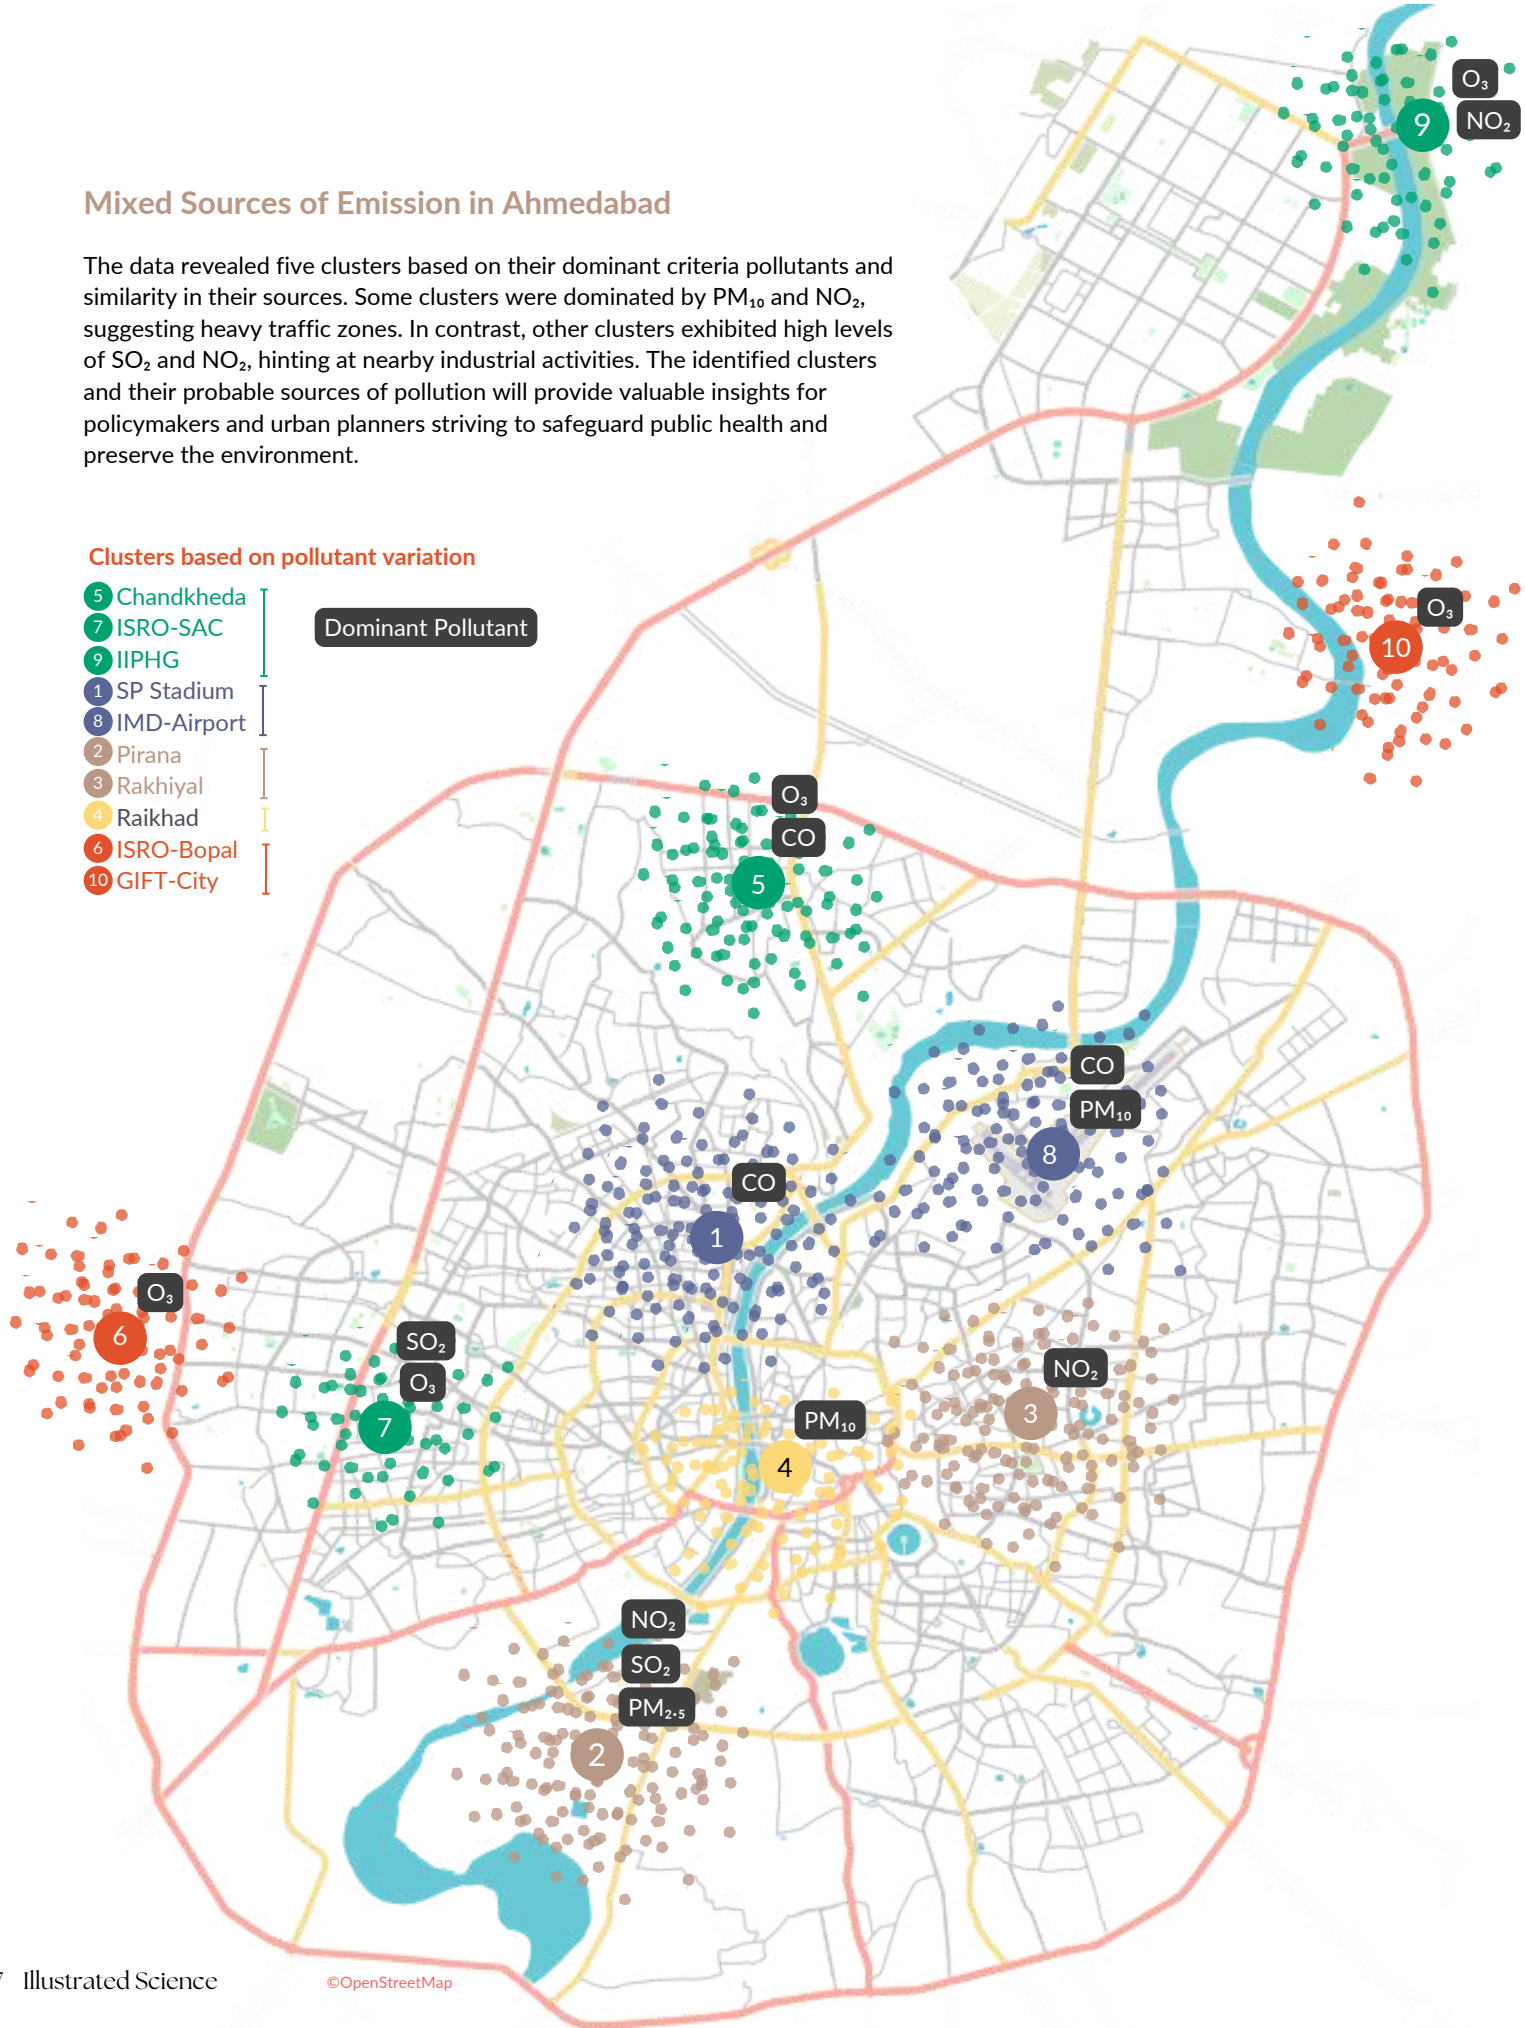 Mixed Sources of Emission in Ahmedabad
The data revealed five clusters based on their dominant criteria pollutants and
similarity in their sources. Some clusters were dominated by PM₁₀ and NO₂,
suggesting heavy traffic zones. In contrast, other clusters exhibited high levels
of SO₂ and NO₂, hinting at nearby industrial activities. The identified clusters
and their probable sources of pollution will provide valuable insights for
policymakers and urban planners striving to safeguard public health and
preserve the environment.
Clusters based on pollutant variation
5 Chandkheda
7 ISRO-SAC
9 IIPHG
1 SP Stadium
8 IMD-Airport
2 Pirana
3 Rakhiyal
4 Raikhad
6 ISRO-Bopal
10 GIFT-City
Dominant Pollutant
O₃
NO₂
9
O₃
10
O₃
CO
5
CO
PM₁₀
8
CO
1
O₃
6
SO₂
O₃
7
NO₂
3
PM₁₀
4
NO₂
SO₂
PM₂.₅
2
Illustrated Science
©OpenStreetMap